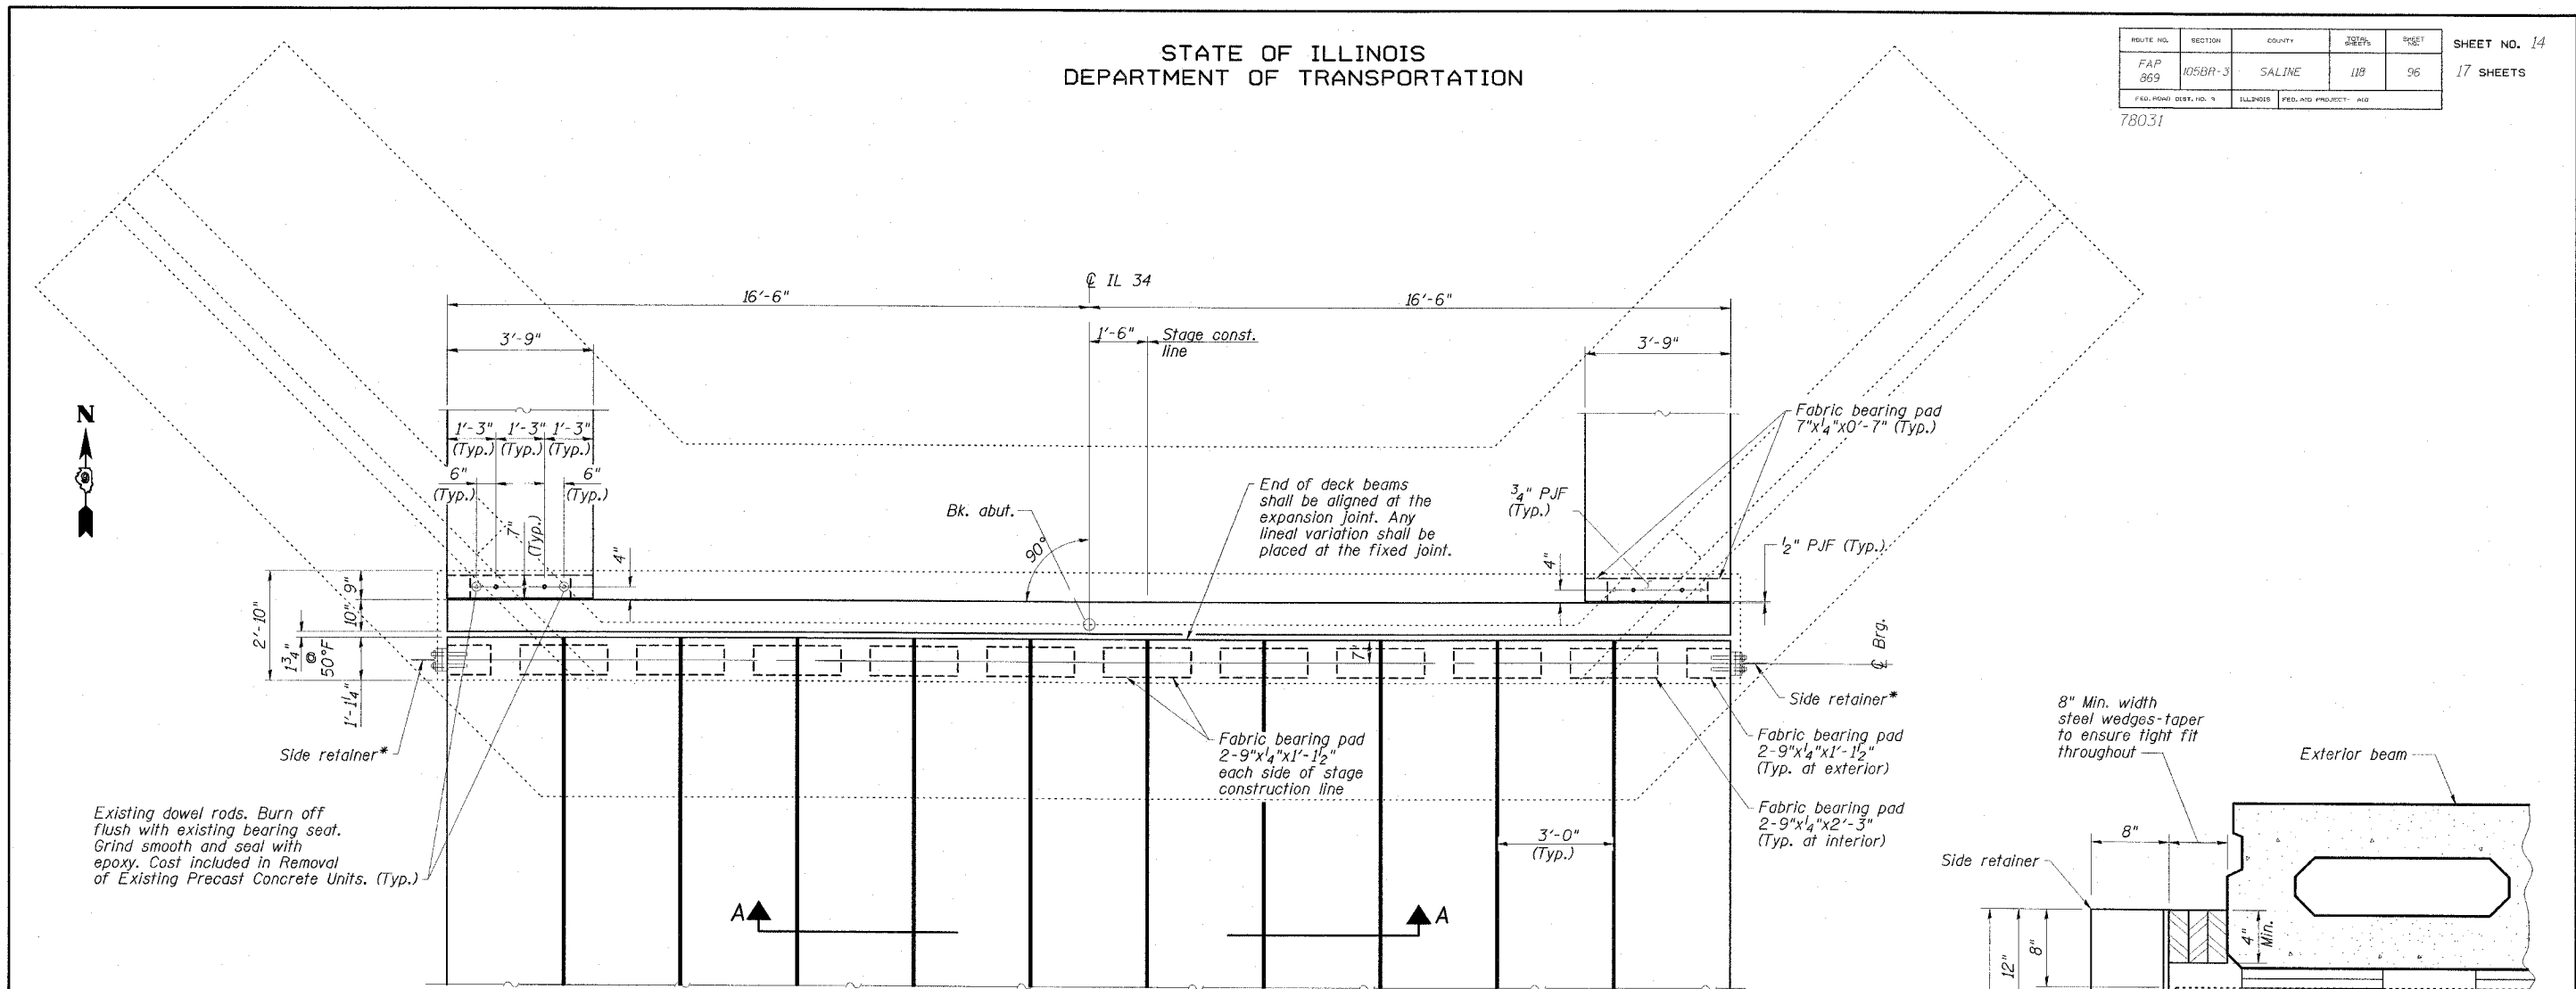 STATE OF ILLINOIS
DEPARTMENT OF TRANSPORTATION
ROUTE NO.
SECTION
COUNTY
TOTAL SHEETS
SHEET NO.
FAP 869
105BR-3
SALINE
118
96
FED. ROAD DIST. NO. 9
ILLINOIS
FED. AID PROJECT-
SHEET NO. 14
17 SHEETS
78031
℄ IL 34
16'-6"
16'-6"
1'-6"
Stage const.
line
3'-9"
3'-9"
N
1'-3"
(Typ.)
1'-3"
(Typ.)
1'-3"
(Typ.)
6"
(Typ.)
6"
(Typ.)
7"
(Typ.)
4"
Bk. abut.
90°
End of deck beams
shall be aligned at the
expansion joint. Any
lineal variation shall be
placed at the fixed joint.
3/4" PJF
(Typ.)
4"
Fabric bearing pad
7"x1/4"x0'-7" (Typ.)
1/2" PJF (Typ.)
2'-10"
9"
10"
1 3/4"
@
50°F
1'-1 1/4"
7"
℄ Brg.
Side retainer*
Side retainer*
Fabric bearing pad
2-9"x1/4"x1'-1 1/2"
each side of stage
construction line
Fabric bearing pad
2-9"x1/4"x1'-1 1/2"
(Typ. at exterior)
Fabric bearing pad
2-9"x1/4"x2'-3"
(Typ. at interior)
3'-0"
(Typ.)
Existing dowel rods. Burn off
flush with existing bearing seat.
Grind smooth and seal with
epoxy. Cost included in Removal
of Existing Precast Concrete Units. (Typ.)
A
A
8" Min. width
steel wedges-taper
to ensure tight fit
throughout
Exterior beam
8"
Side retainer
12"
8"
4"
Min.